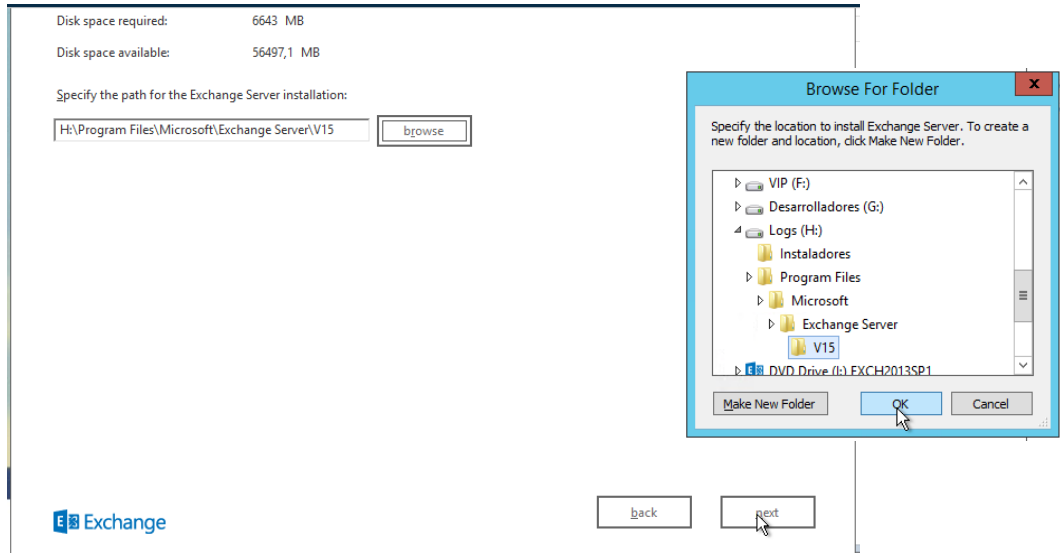 Disk space required: 6643 MB
Disk space available: 56497,1 MB
Specify the path for the Exchange Server installation:
H:\Program Files\Microsoft\Exchange Server\V15
browse
Browse For Folder
x
Specify the location to install Exchange Server. To create a
new folder and location, click Make New Folder.
VIP (F:)
Desarrolladores (G:)
Logs (H:)
Instaladores
Program Files
Microsoft
Exchange Server
V15
DVD Drive (I:) EXCH2013SP1
Make New Folder
OK
Cancel
E Exchange
back
next